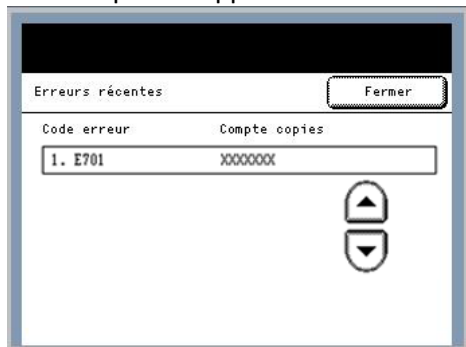 Erreurs récentes Fermer
Code erreur Compte copies
1. E701 XXXXXXX